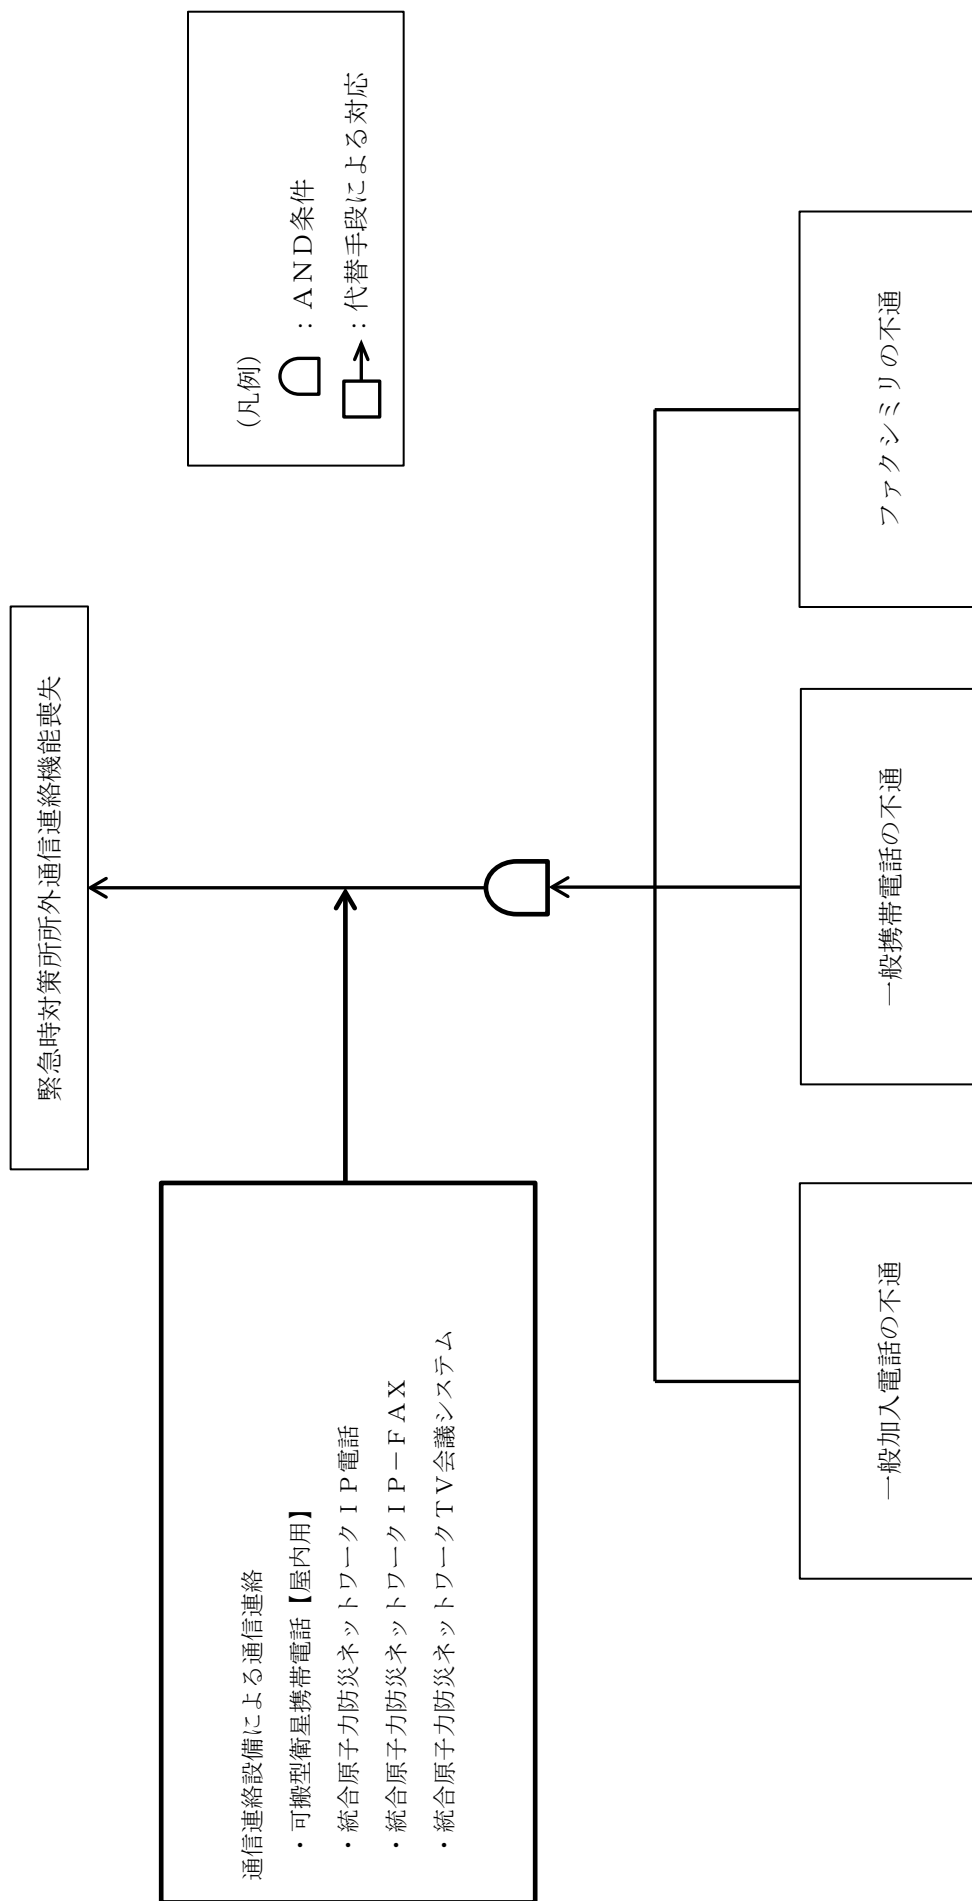 緊急時対策所所外通信連絡機能喪失
(凡例)
：ＡＮＤ条件
：代替手段による対応
通信連絡設備による通信連絡
・可搬型衛星携帯電話【屋内用】
・統合原子力防災ネットワークＩＰ電話
・統合原子力防災ネットワークＩＰ－ＦＡＸ
・統合原子力防災ネットワークＴＶ会議システム
一般加入電話の不通
一般携帯電話の不通
ファクシミリの不通